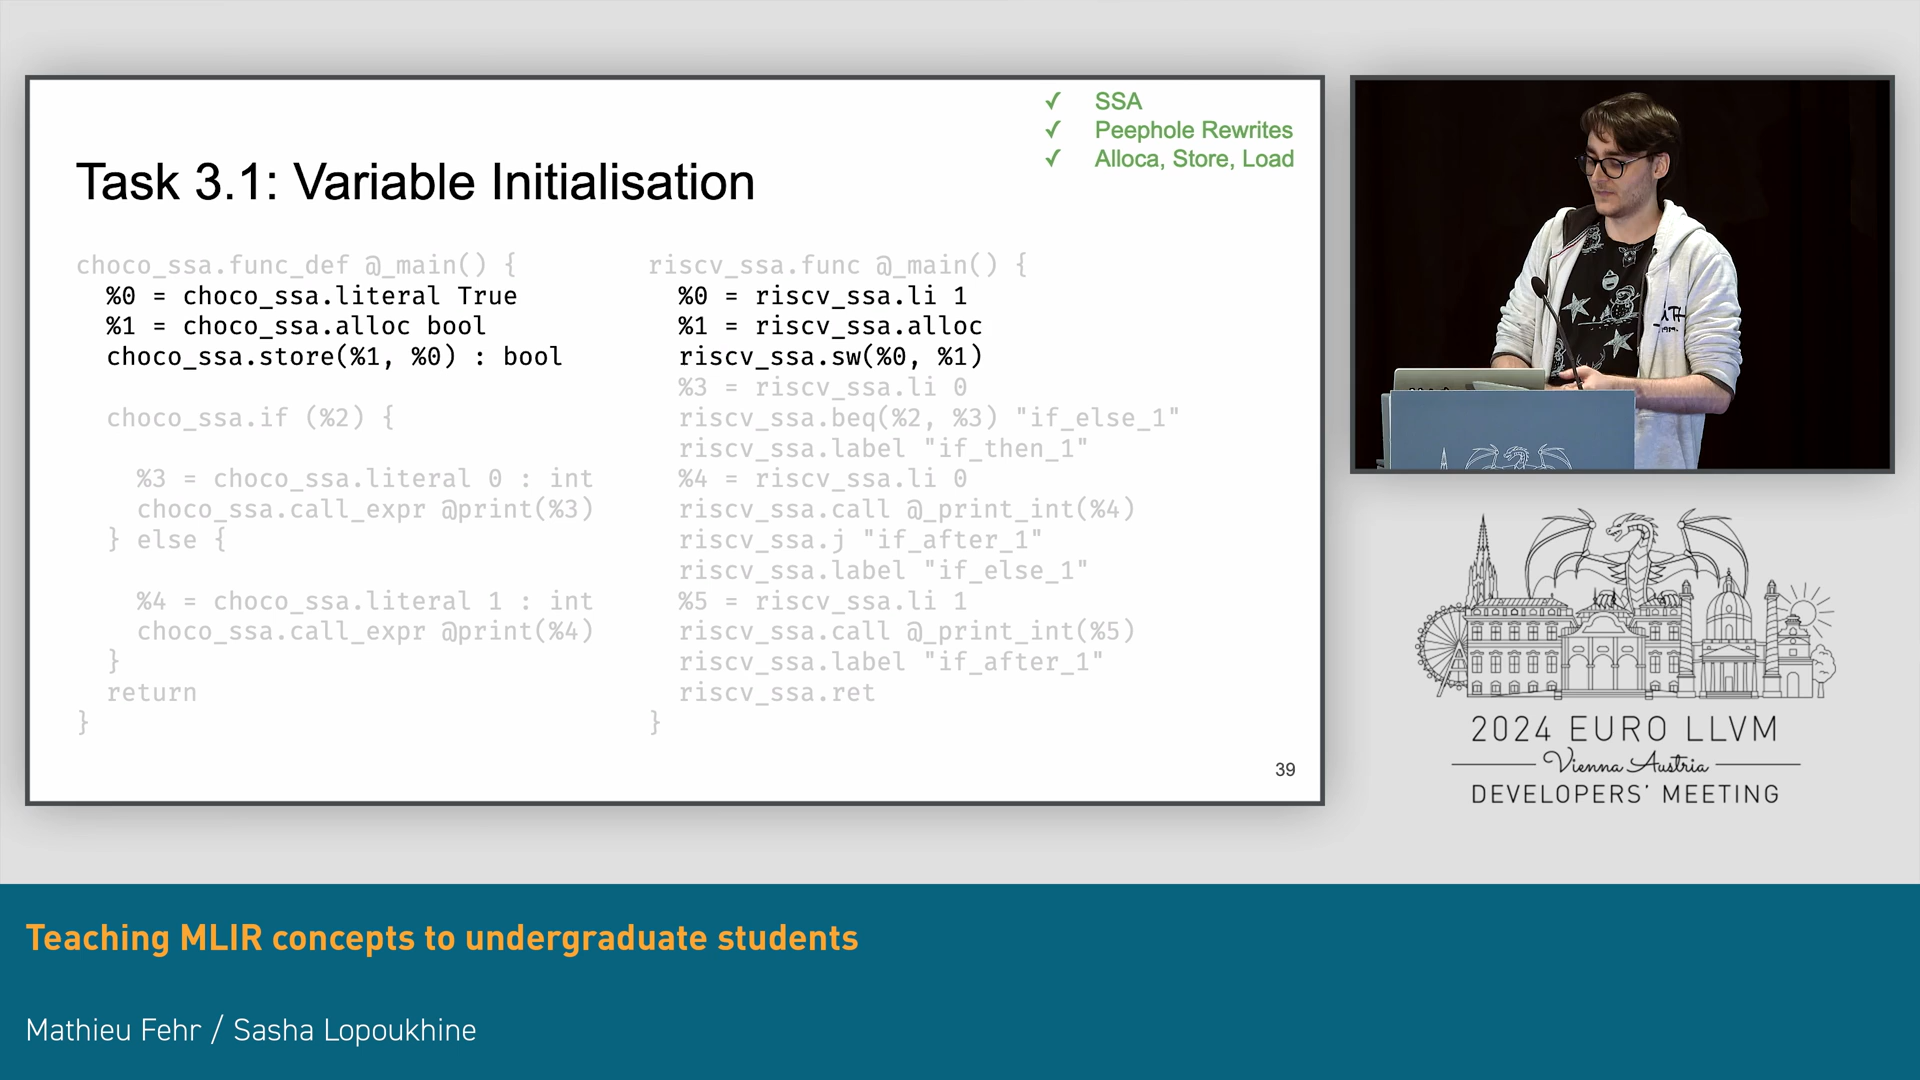 ✓ SSA
✓ Peephole Rewrites
✓ Alloca, Store, Load
Task 3.1: Variable Initialisation
choco_ssa.func_def @_main() {
%0 = choco_ssa.literal True
%1 = choco_ssa.alloc bool
choco_ssa.store(%1, %0) : bool
choco_ssa.if (%2) {
%3 = choco_ssa.literal 0 : int
choco_ssa.call_expr @print(%3)
} else {
%4 = choco_ssa.literal 1 : int
choco_ssa.call_expr @print(%4)
}
return
}
riscv_ssa.func @_main() {
%0 = riscv_ssa.li 1
%1 = riscv_ssa.alloc
riscv_ssa.sw(%0, %1)
%3 = riscv_ssa.li 0
riscv_ssa.beq(%2, %3) "if_else_1"
riscv_ssa.label "if_then_1"
%4 = riscv_ssa.li 0
riscv_ssa.call @_print_int(%4)
riscv_ssa.j "if_after_1"
riscv_ssa.label "if_else_1"
%5 = riscv_ssa.li 1
riscv_ssa.call @_print_int(%5)
riscv_ssa.label "if_after_1"
riscv_ssa.ret
}
39
2024 EURO LLVM
Vienna Austria
DEVELOPERS' MEETING
Teaching MLIR concepts to undergraduate students
Mathieu Fehr / Sasha Lopoukhine